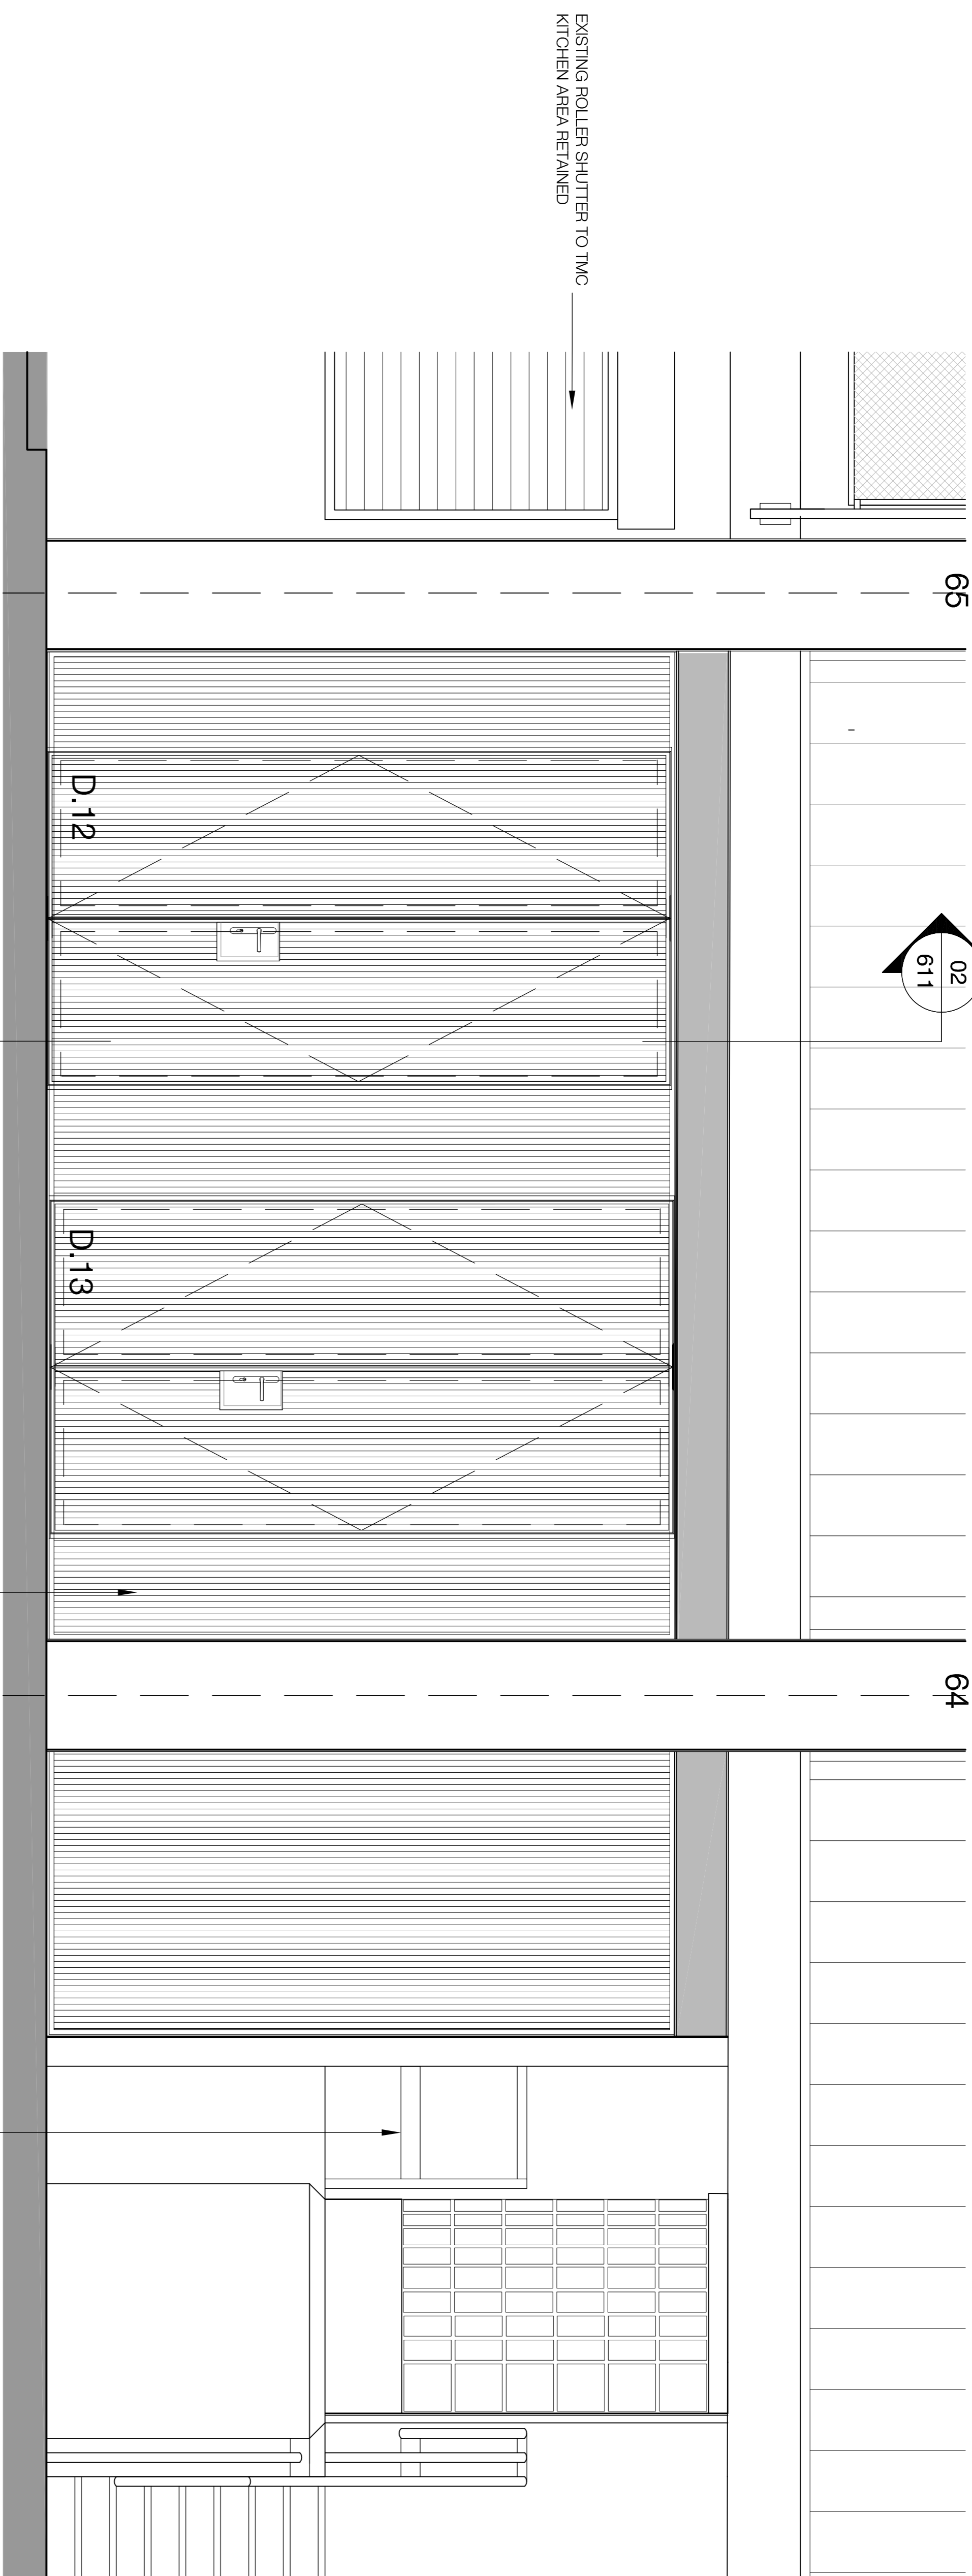 EXISTING ROLLER SHUTTER TO TMC
KITCHEN AREA RETAINED
65
02
611
D.12
D.13
64